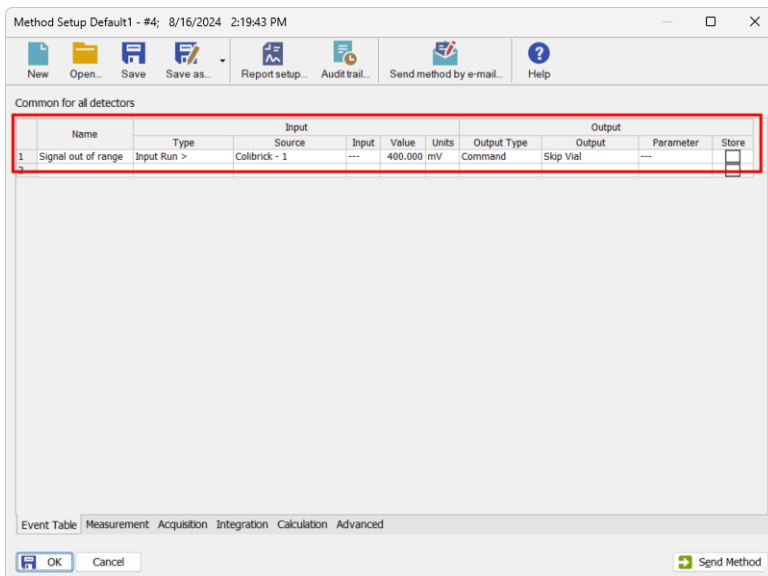 Method Setup Default1 - #4; 8/16/2024 2:19:43 PM
New Open... Save Save as... Report setup... Audit trail... Send method by e-mail... Help
Common for all detectors
Name Input Output
Type Source Input Value Units Output Type Output Parameter Store
1 Signal out of range Input Run > Colibrick - 1 --- 400.000 mV Command Skip Vial ---
2
Event Table Measurement Acquisition Integration Calculation Advanced
OK Cancel Send Method